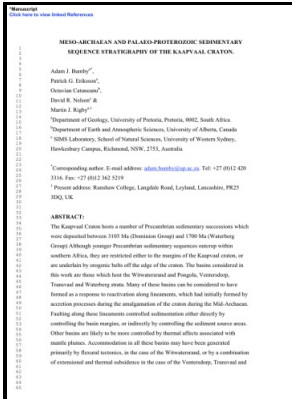 *Manuscript
Click here to view linked References
MESO-ARCHAEAN AND PALAEO-PROTEROZOIC SEDIMENTARY
SEQUENCE STRATIGRAPHY OF THE KAAPVAAL CRATON.
Adam J. Bumby
Patrick G. Eriksson
Octavian Catuneanu
David R. Nelson &
Martin J. Rigby
Department of Geology, University of Pretoria, Pretoria, 0002, South Africa
Department of Earth and Atmospheric Sciences, University of Alberta, Canada
SIMS Laboratory, School of Natural Sciences, University of Western Sydney,
Hawkesbury Campus, Richmond, NSW, 2753, Australia
*Corresponding author. E-mail address: adam.bumby@up.ac.za. Tel: +27 (0)12 420
3316. Fax: +27 (0)12 362 5219
Present address: Runshaw College, Langdale Road, Leyland, Lancashire, PR25
3DQ, UK
ABSTRACT:
The Kaapvaal Craton hosts a number of Precambrian sedimentary successions which
were deposited between 3105 Ma (Dominion Group) and 1700 Ma (Waterberg
Group) Although younger Precambrian sedimentary sequences outcrop within
southern Africa, they are restricted either to the margins of the Kaapvaal craton, or
are underlain by orogenic belts off the edge of the craton. The basins considered in
this work are those which host the Witwatersrand and Pongola, Ventersdorp,
Transvaal and Waterberg strata. Many of these basins can be considered to have
formed as a response to reactivation along lineaments, which had initially formed by
accretion processes during the amalgamation of the craton during the Mid-Archaean.
Faulting along these lineaments controlled sedimentation either directly by
controlling the basin margins, or indirectly by controlling the sediment source areas.
Other basins are likely to be more controlled by thermal affects associated with
mantle plumes. Accommodation in all these basins may have been generated
primarily by flexural tectonics, in the case of the Witwatersrand, or by a combination
of extensional and thermal subsidence in the case of the Ventersdorp, Transvaal and